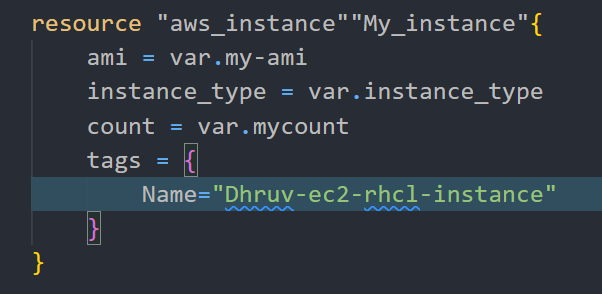 resource "aws_instance""My_instance"{
    ami = var.my-ami
    instance_type = var.instance_type
    count = var.mycount
    tags = {
        Name="Dhruv-ec2-rhcl-instance"
    }
}